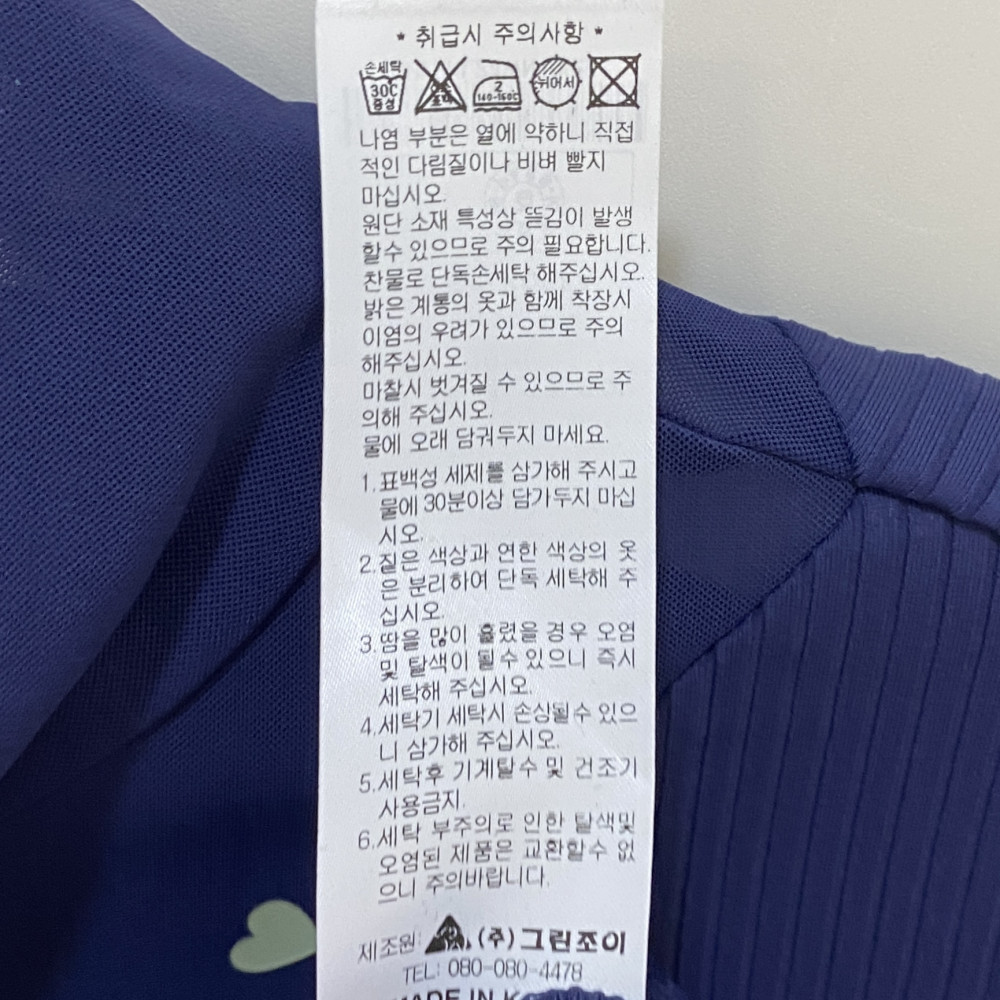 * 취급시 주의사항 *
손세탁 30℃ 중성 2 140-160℃ 뉘어서
나염 부분은 열에 약하니 직접
적인 다림질이나 비벼 빨지
마십시오.
원단 소재 특성상 뜯김이 발생
할수 있으므로 주의 필요합니다.
찬물로 단독손세탁 해주십시오.
밝은 계통의 옷과 함께 착장시
이염의 우려가 있으므로 주의
해주십시오.
마찰시 벗겨질 수 있으므로 주
의해 주십시오.
물에 오래 담궈두지 마세요.
1.표백성 세제를 삼가해 주시고
물에 30분이상 담가두지 마십
시오.
2.짙은 색상과 연한 색상의 옷
은 분리하여 단독 세탁해 주
십시오.
3.땀을 많이 흘렸을 경우 오염
및 탈색이 될수 있으니 즉시
세탁해 주십시오.
4.세탁기 세탁시 손상될수 있으
니 삼가해 주십시오.
5.세탁후 기계탈수 및 건조기
사용금지.
6.세탁 부주의로 인한 탈색및
오염된 제품은 교환할수 없
으니 주의바랍니다.
제조원: (주)그린조이
TEL: 080-080-4478
MADE IN